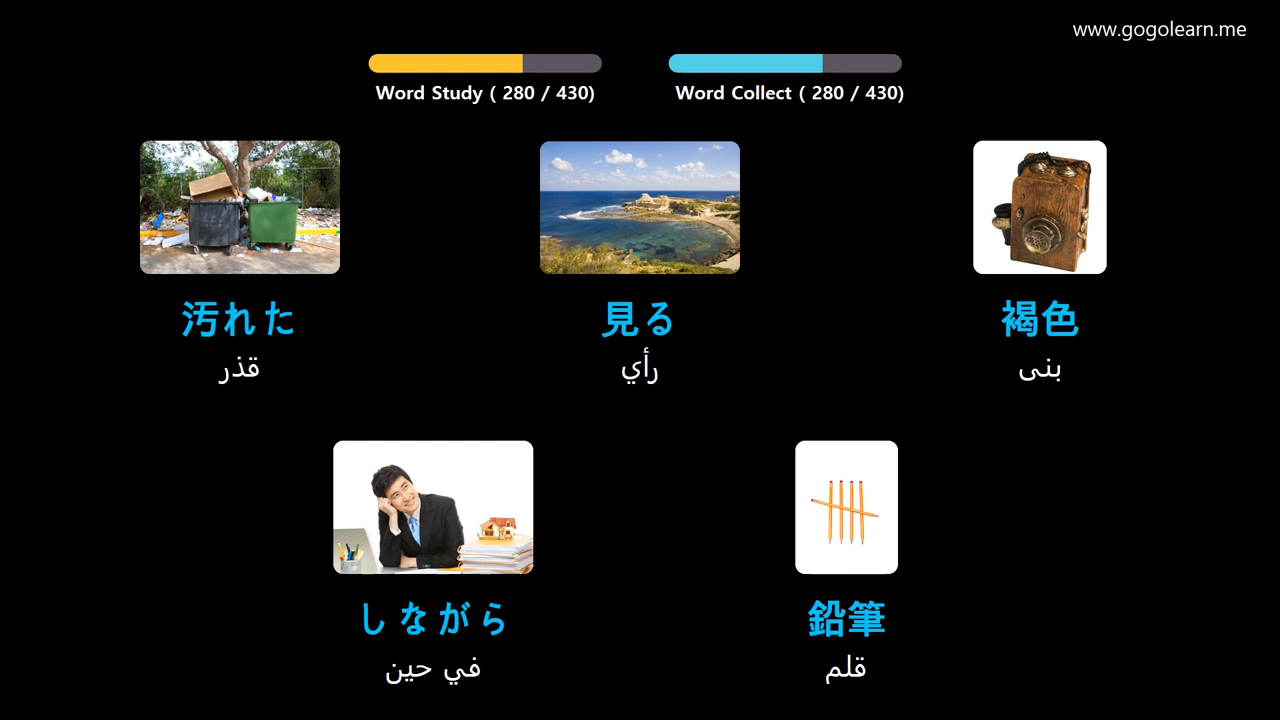 www.gogolearn.me
Word Study ( 280 / 430)
Word Collect ( 280 / 430)
汚れた
قذر
見る
رأي
褐色
بنى
しながら
في حين
鉛筆
قلم